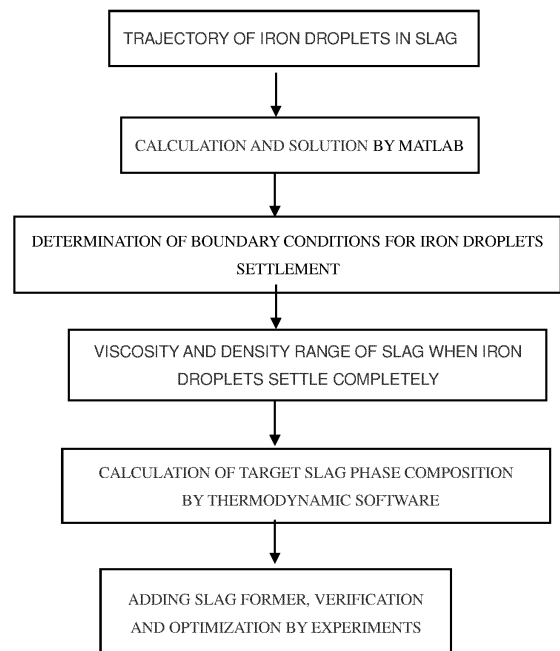 TRAJECTORY OF IRON DROPLETS IN SLAG
CALCULATION AND SOLUTION BY MATLAB
DETERMINATION OF BOUNDARY CONDITIONS FOR IRON DROPLETS
SETTLEMENT
VISCOSITY AND DENSITY RANGE OF SLAG WHEN IRON
DROPLETS SETTLE COMPLETELY
CALCULATION OF TARGET SLAG PHASE COMPOSITION
BY THERMODYNAMIC SOFTWARE
ADDING SLAG FORMER, VERIFICATION
AND OPTIMIZATION BY EXPERIMENTS